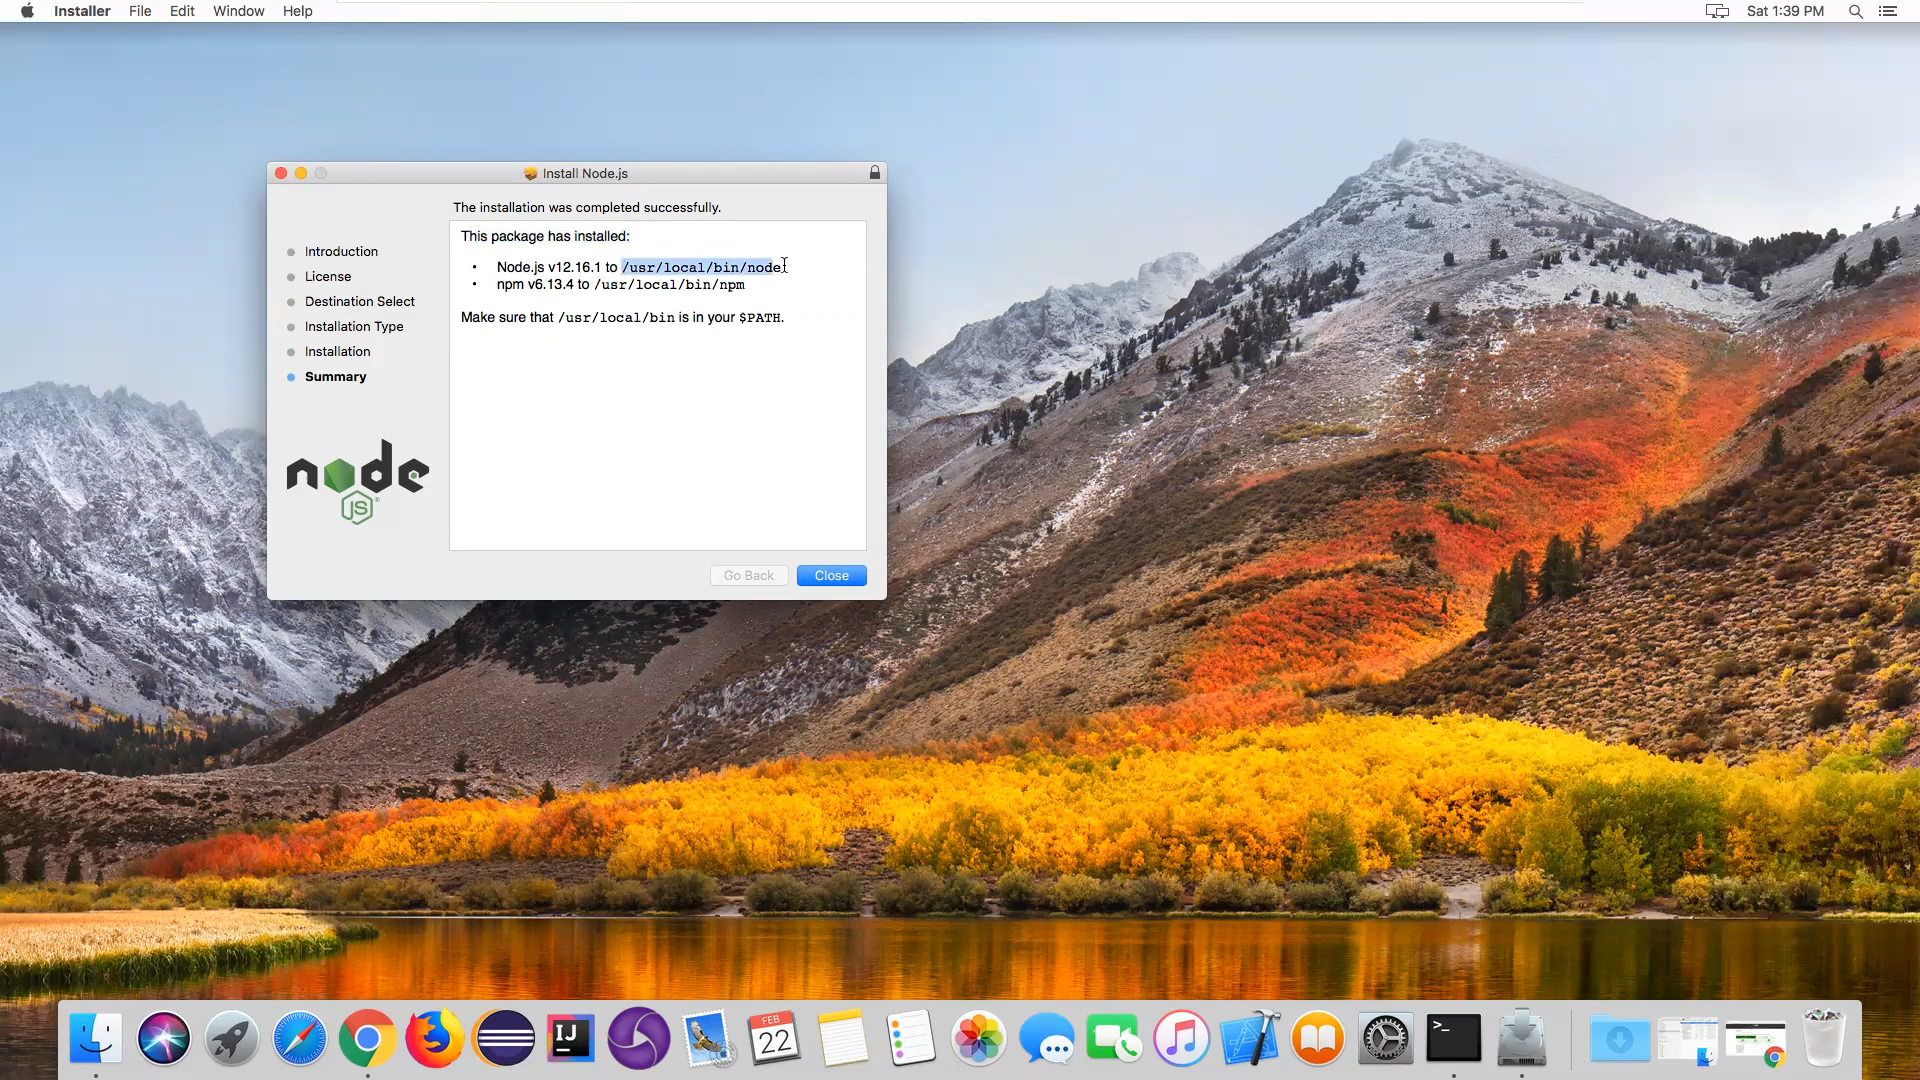 Installer File Edit Window Help
Sat 1:39 PM
Install Node.js
The installation was completed successfully.
Introduction
License
Destination Select
Installation Type
Installation
Summary
This package has installed:
• Node.js v12.16.1 to /usr/local/bin/node
• npm v6.13.4 to /usr/local/bin/npm
Make sure that /usr/local/bin is in your $PATH.
node
JS
Go Back Close
IJ
FEB
22
>_